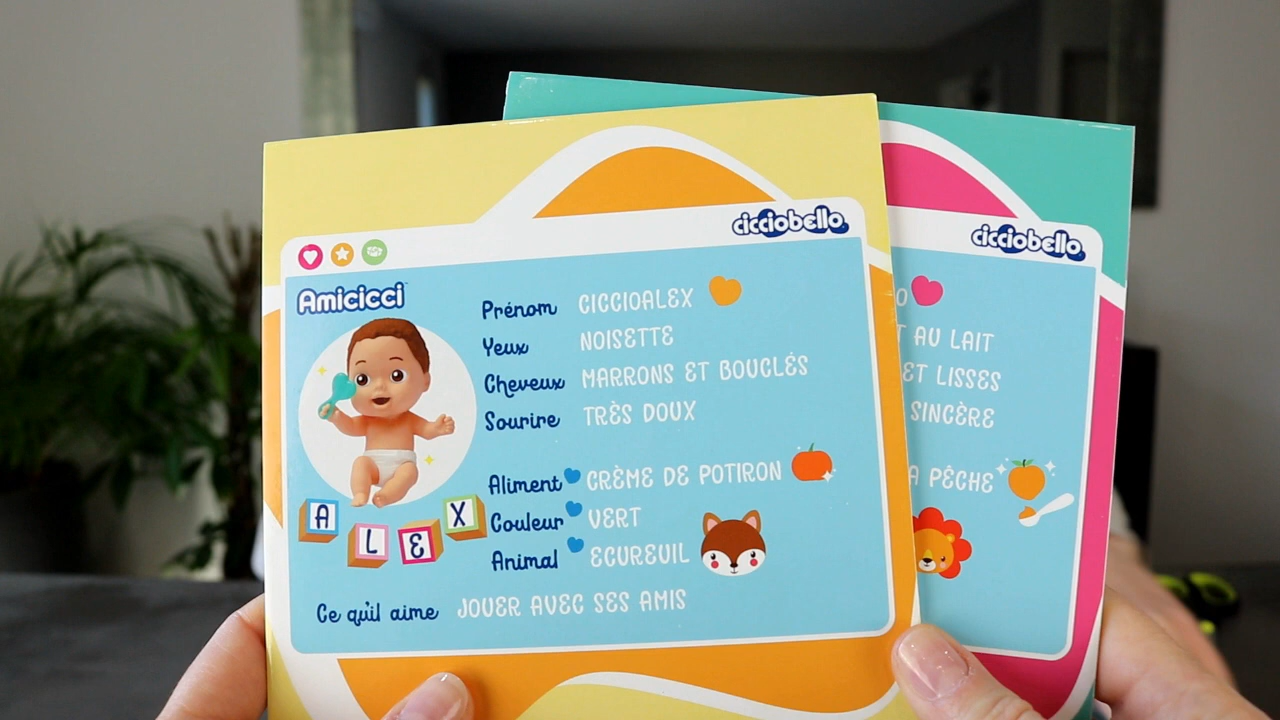 cicciobello
Amicicci
Prénom CICCIOALEX
Yeux NOISETTE
Cheveux MARRONS ET BOUCLÉS
Sourire TRÈS DOUX
Aliment CRÈME DE POTIRON
Couleur VERT
Animal ECUREUIL
ALEX
Ce qu'il aime JOUER AVEC SES AMIS
cicciobello
O
T AU LAIT
ET LISSES
SINCÈRE
A PÊCHE